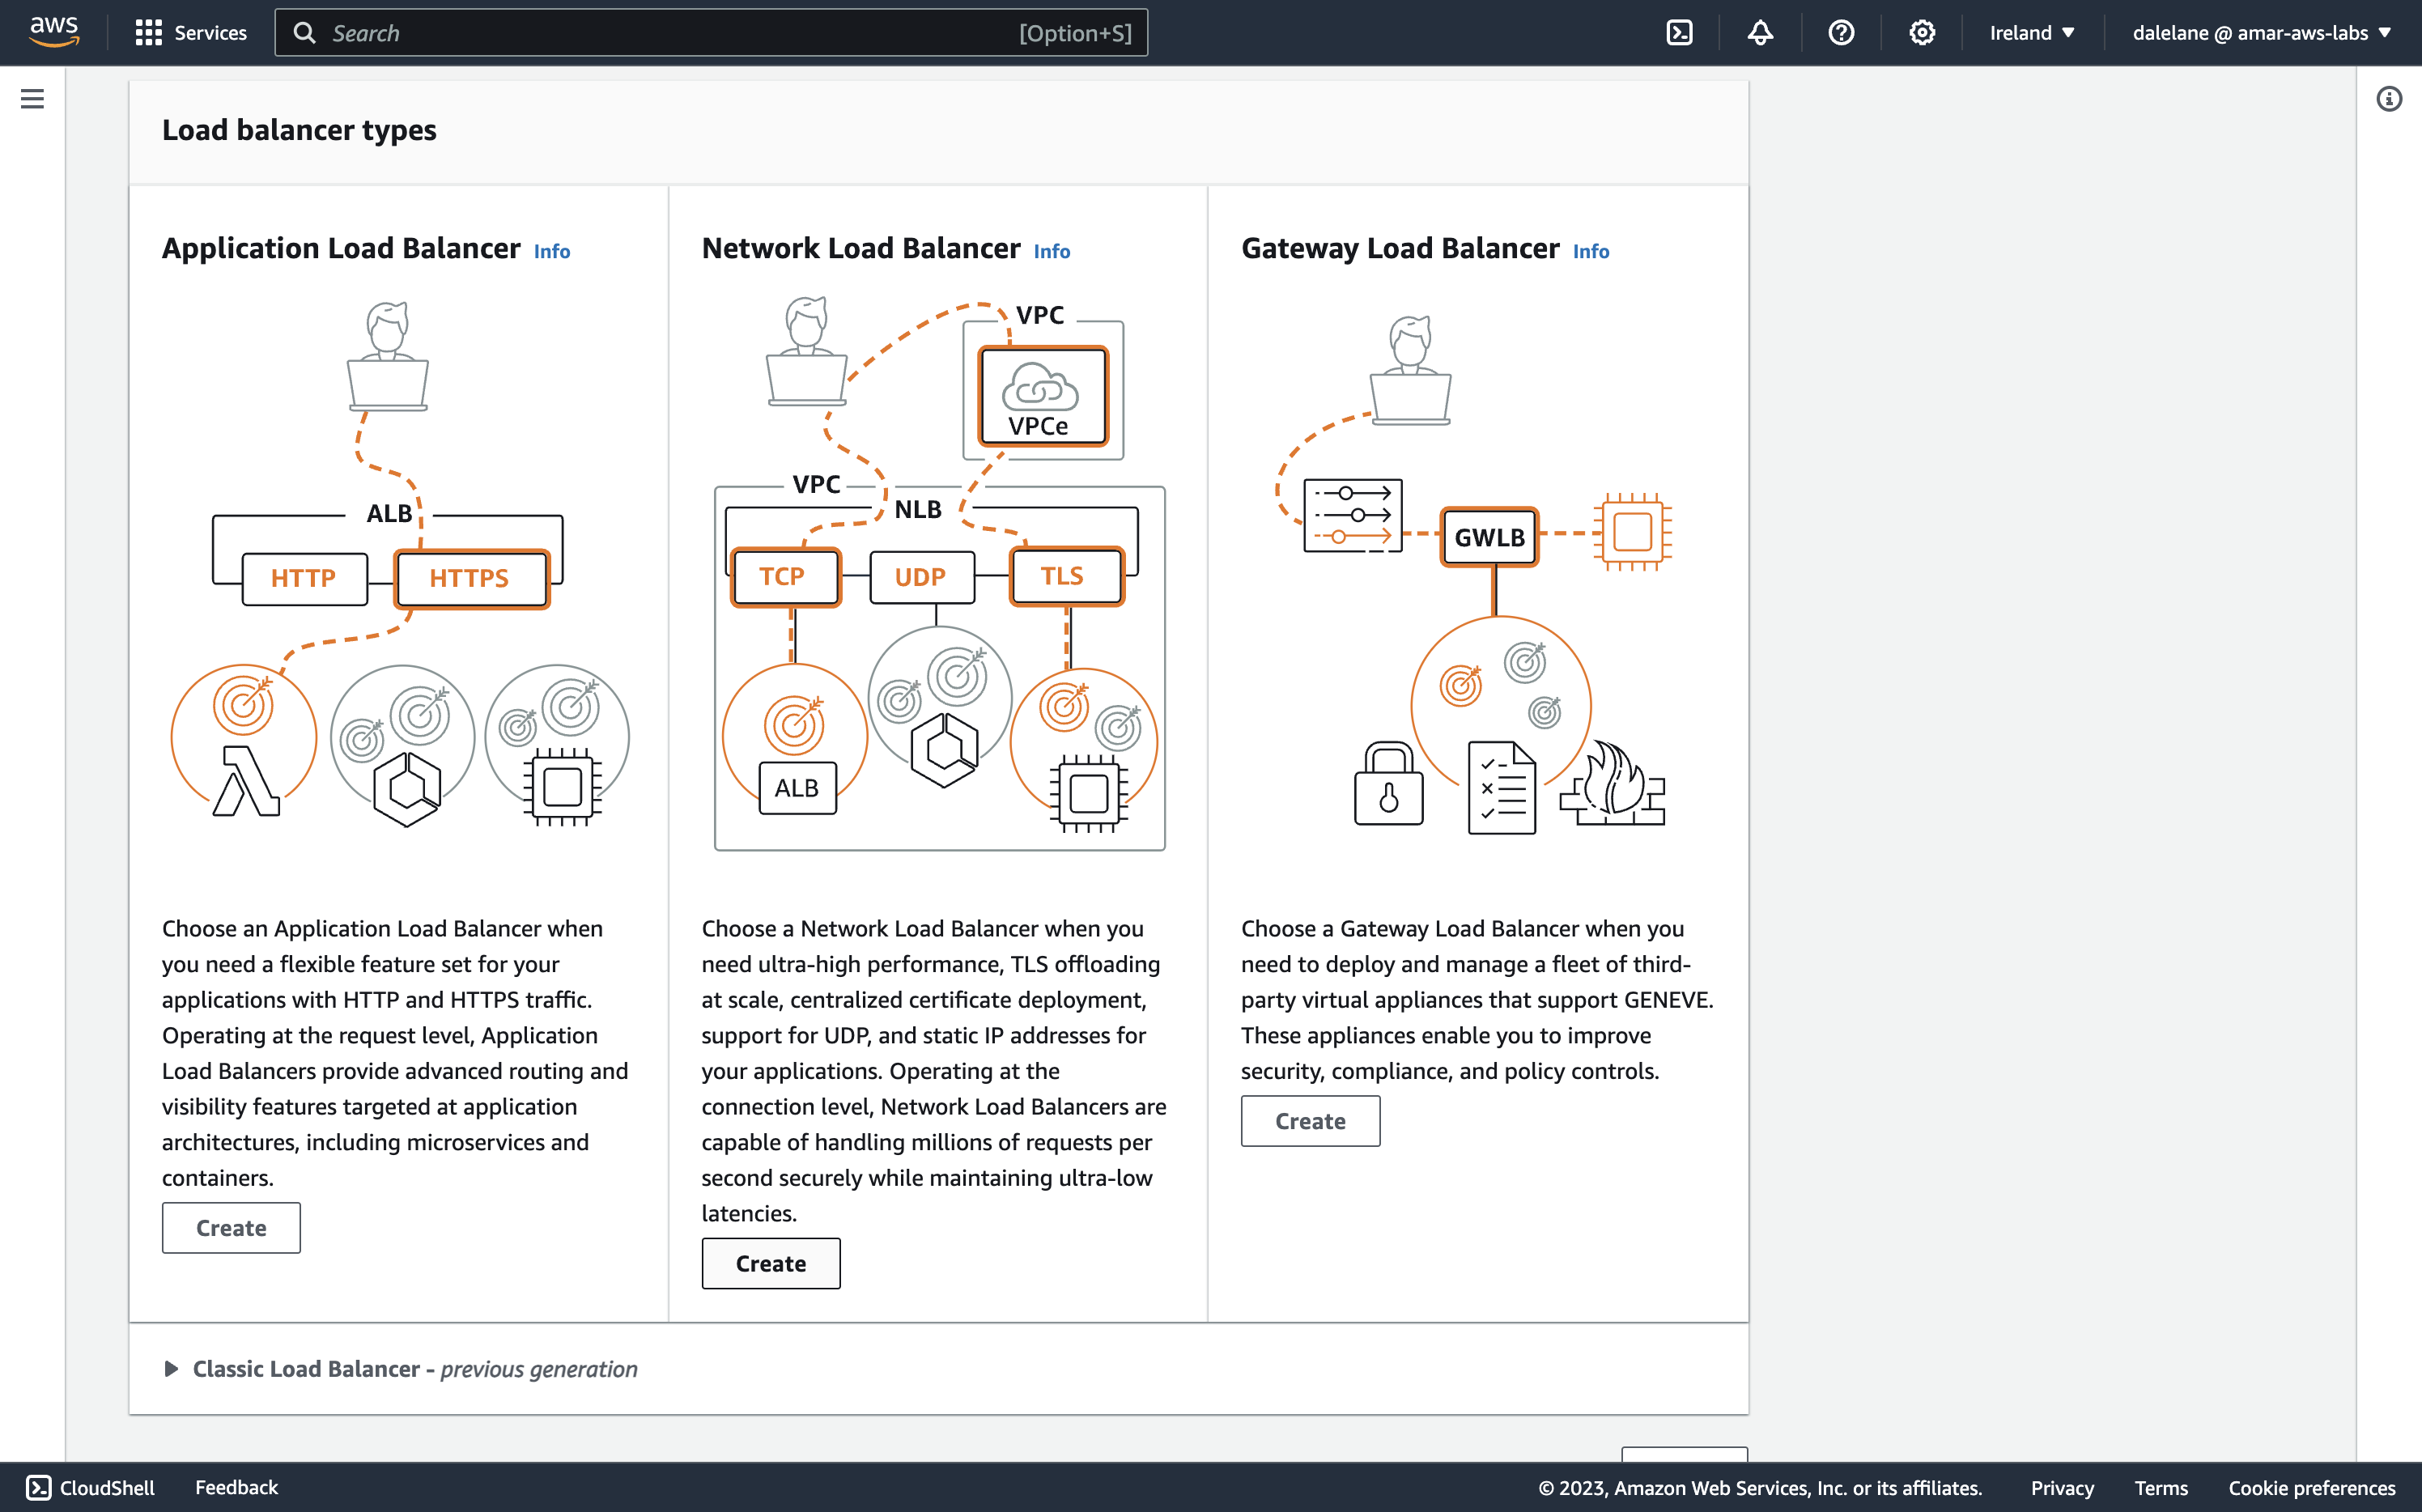 aws
Services
Search
[Option+S]
Ireland
dalelane @ amar-aws-labs
Load balancer types
Application Load Balancer Info
ALB
HTTP
HTTPS
Choose an Application Load Balancer when
you need a flexible feature set for your
applications with HTTP and HTTPS traffic.
Operating at the request level, Application
Load Balancers provide advanced routing and
visibility features targeted at application
architectures, including microservices and
containers.
Create
Network Load Balancer Info
VPC
VPCe
VPC
NLB
TCP
UDP
TLS
ALB
Choose a Network Load Balancer when you
need ultra-high performance, TLS offloading
at scale, centralized certificate deployment,
support for UDP, and static IP addresses for
your applications. Operating at the
connection level, Network Load Balancers are
capable of handling millions of requests per
second securely while maintaining ultra-low
latencies.
Create
Gateway Load Balancer Info
GWLB
Choose a Gateway Load Balancer when you
need to deploy and manage a fleet of third-
party virtual appliances that support GENEVE.
These appliances enable you to improve
security, compliance, and policy controls.
Create
Classic Load Balancer - previous generation
CloudShell
Feedback
© 2023, Amazon Web Services, Inc. or its affiliates.
Privacy
Terms
Cookie preferences